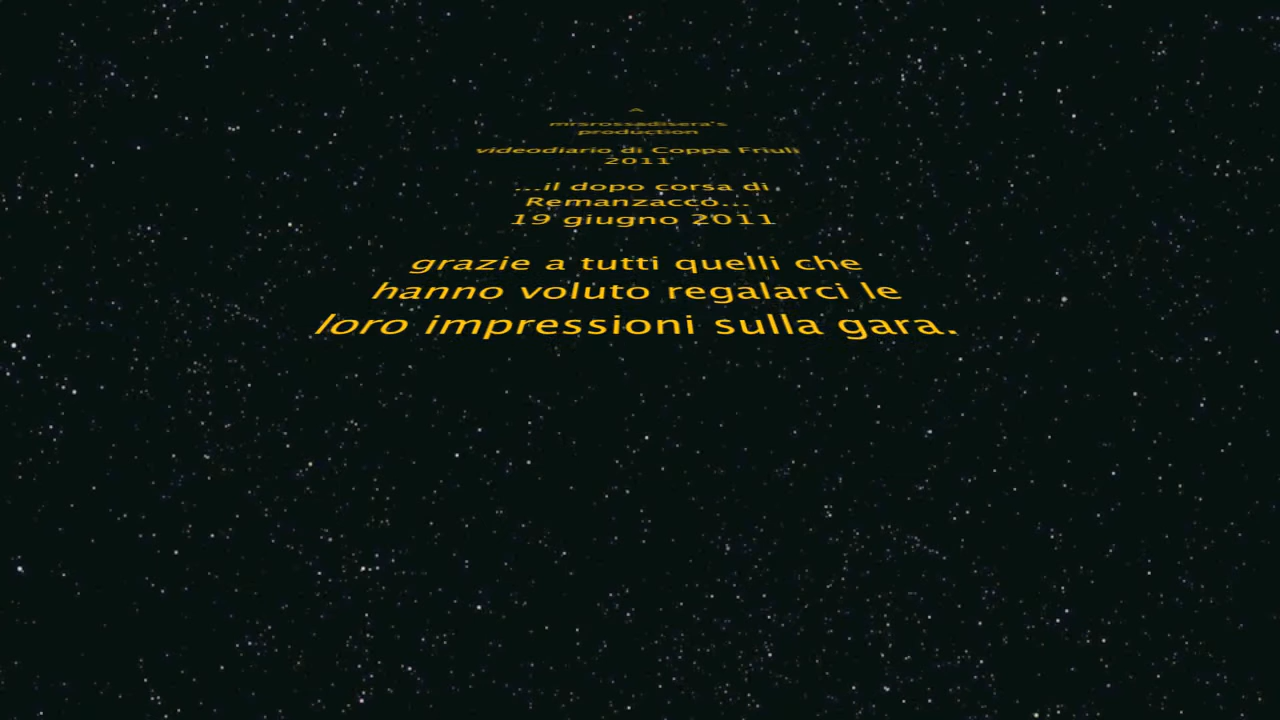 A
mrsrossadisera's
production
videodiario di Coppa Friuli
2011
...il dopo corsa di
Remanzacco...
19 giugno 2011
grazie a tutti quelli che
hanno voluto regalarci le
loro impressioni sulla gara.